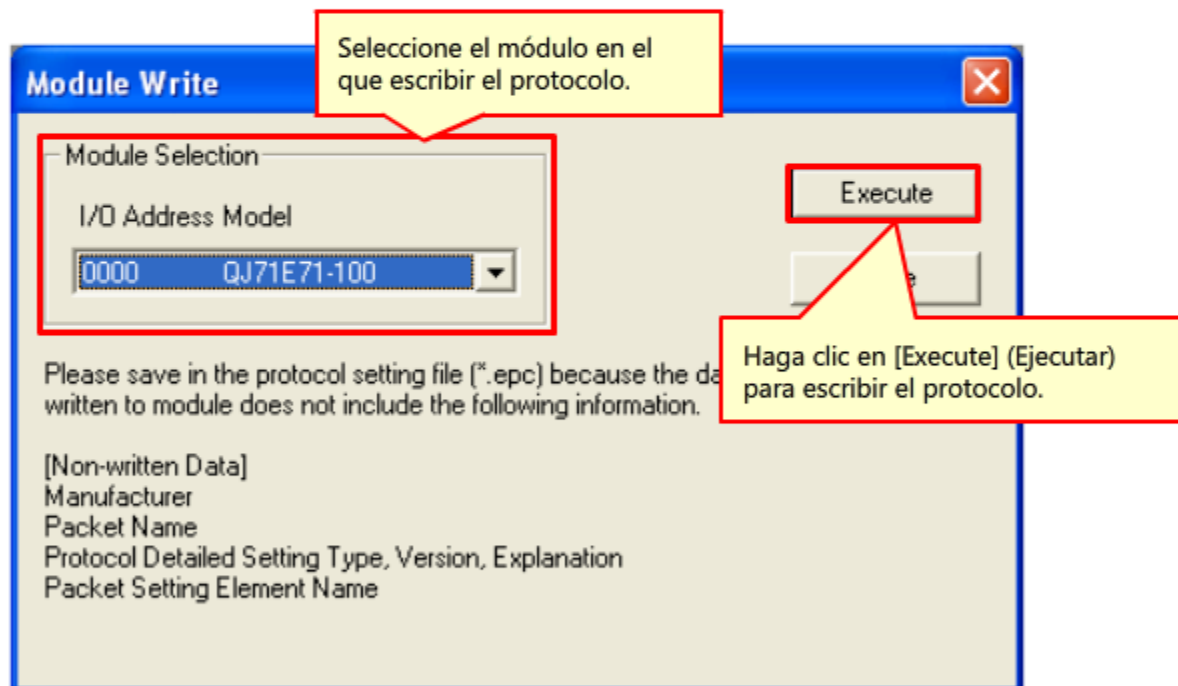 Seleccione el módulo en el
que escribir el protocolo.
Module Write
Module Selection
I/O Address Model
0000 QJ71E71-100
Execute
Haga clic en [Execute] (Ejecutar)
para escribir el protocolo.
Please save in the protocol setting file (*.epc) because the
written to module does not include the following information.
[Non-written Data]
Manufacturer
Packet Name
Protocol Detailed Setting Type, Version, Explanation
Packet Setting Element Name